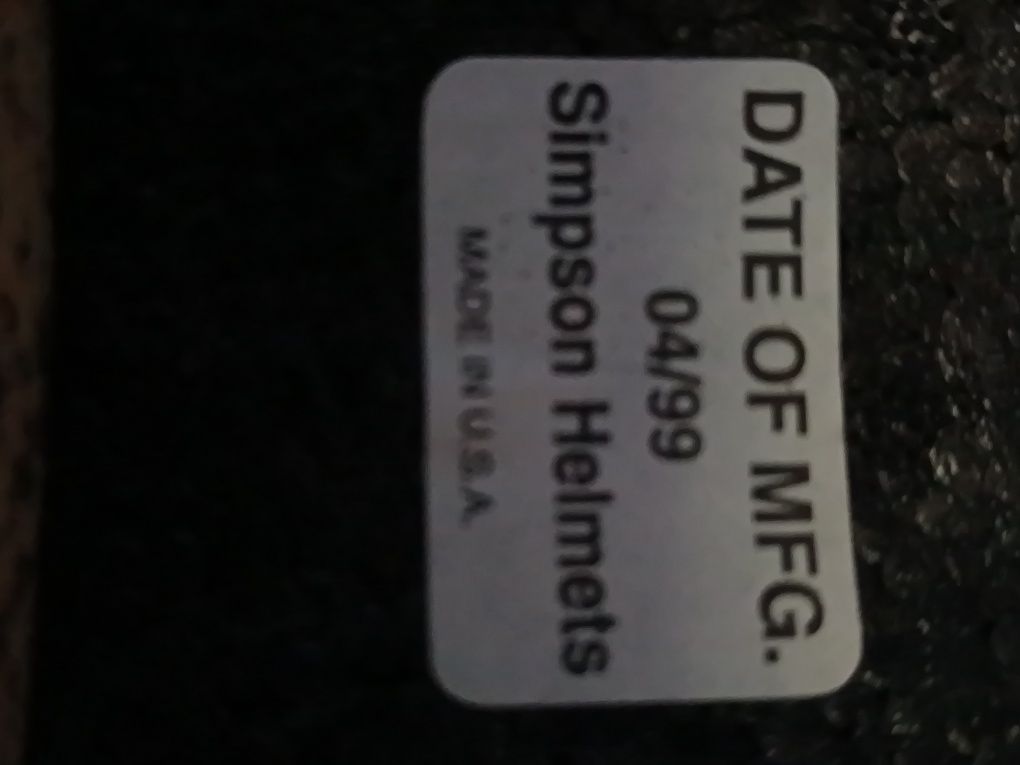 DATE OF MFG.
04/99
Simpson Helmets
MADE IN U.S.A.